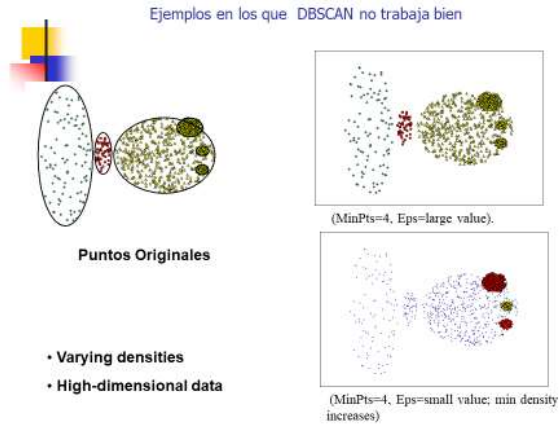 Ejemplos en los que DBSCAN no trabaja bien
Puntos Originales
(MinPts=4, Eps=large value).
• Varying densities
• High-dimensional data
(MinPts=4, Eps=small value; min density
increases)